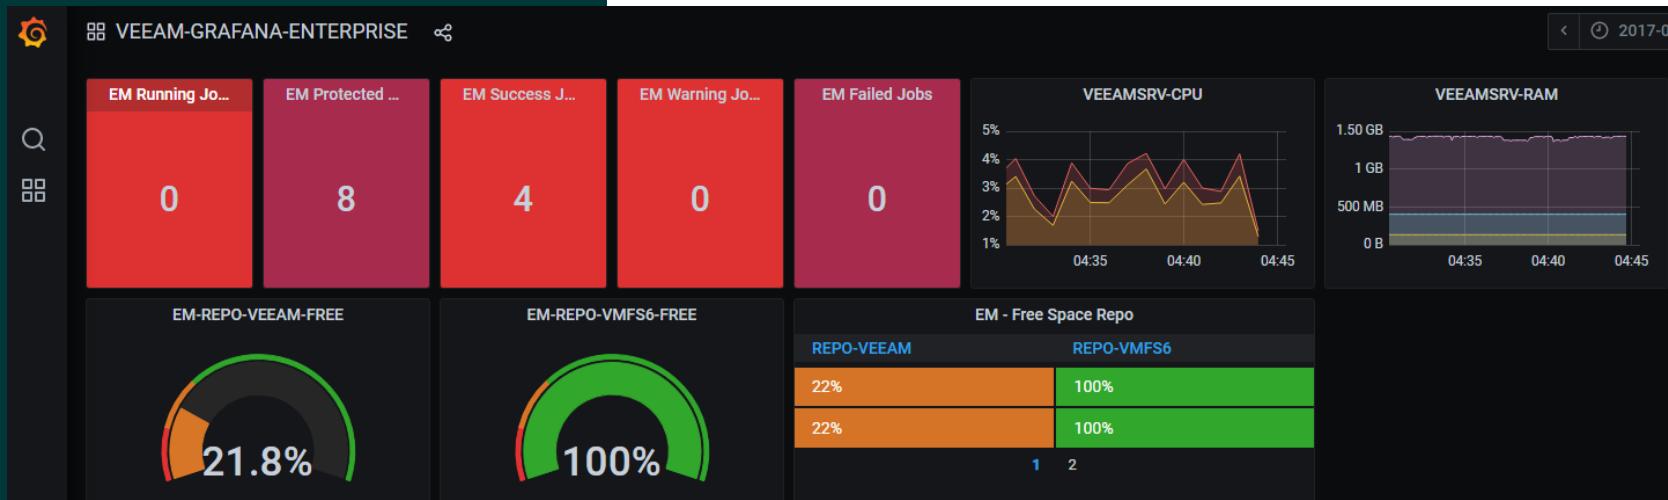 VEEAM-GRAFANA-ENTERPRISE
2017-0
EM Running Jo...
0
EM Protected ...
8
EM Success J...
4
EM Warning Jo...
0
EM Failed Jobs
0
VEEAMSRV-CPU
5%
4%
3%
2%
1%
04:35 04:40 04:45
VEEAMSRV-RAM
1.50 GB
1 GB
500 MB
0 B
04:35 04:40 04:45
EM-REPO-VEEAM-FREE
21.8%
EM-REPO-VMFS6-FREE
100%
EM - Free Space Repo
REPO-VEEAM REPO-VMFS6
22% 100%
22% 100%
1 2